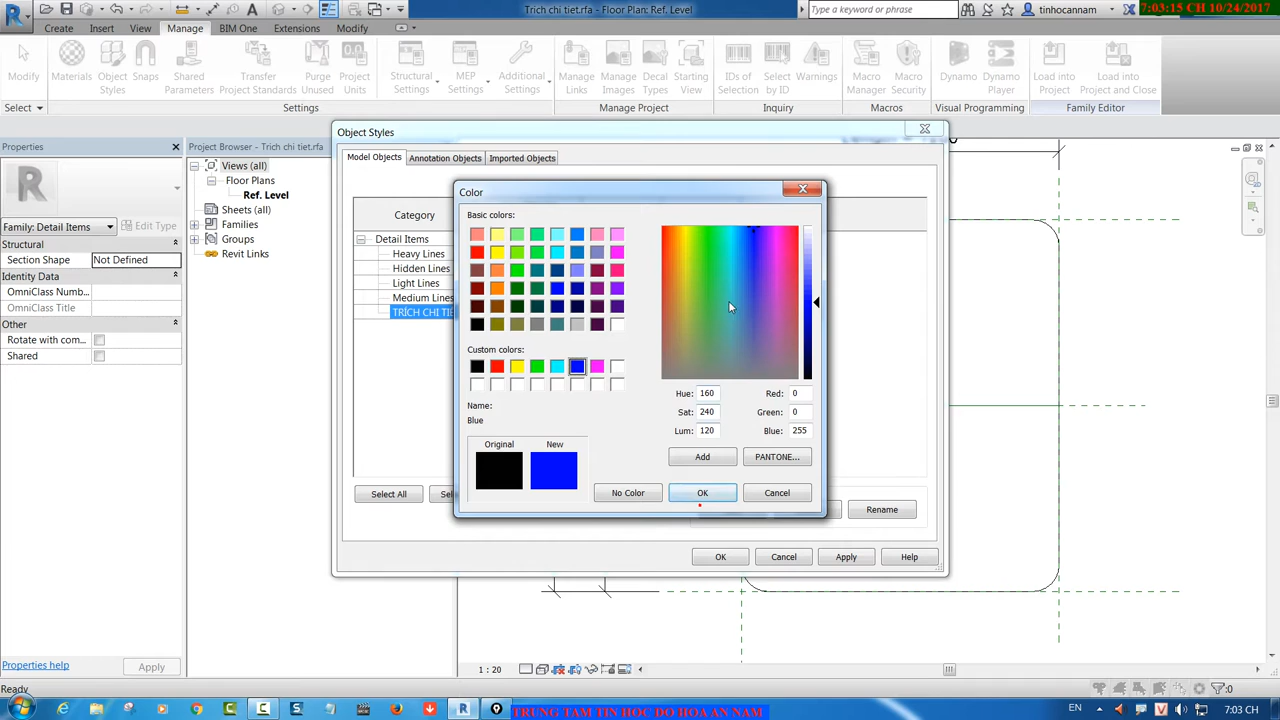 Trich chi tiet.rfa - Floor Plan: Ref. Level
Type a keyword or phrase
tinhocannam
7:03:15 CH 10/24/2017
Create Insert View Manage BIM One Extensions Modify
Modify
Materials
Object Styles
Snaps
Shared Parameters
Transfer Project Standards
Purge Unused
Project Units
Structural Settings
MEP Settings
Additional Settings
Manage Links
Manage Images
Decal Types
Starting View
IDs of Selection
Select by ID
Warnings
Macro Manager
Macro Security
Dynamo
Dynamo Player
Load into Project
Load into Project and Close
Select Settings Manage Project Inquiry Macros Visual Programming Family Editor
Properties
Family: Detail Items
Edit Type
Structural
Section Shape Not Defined
Identity Data
OmniClass Numb...
OmniClass Title
Other
Rotate with com...
Shared
Properties help
Apply
Project Browser - Trich chi tiet.rfa
Views (all)
Floor Plans
Ref. Level
Sheets (all)
Families
Groups
Revit Links
Object Styles
Model Objects Annotation Objects Imported Objects
Category
Detail Items
Heavy Lines
Hidden Lines
Light Lines
Medium Lines
TRÍCH CHI TIẾ
Select All
Rename
OK Cancel Apply Help
Color
Basic colors:
Custom colors:
Name:
Blue
Original New
Hue: 160 Red: 0
Sat: 240 Green: 0
Lum: 120 Blue: 255
Add PANTONE...
No Color OK Cancel
1 : 20
Ready
:0
TRUNG TAM TIN HOC DO HOA AN NAM
EN
7:03 CH